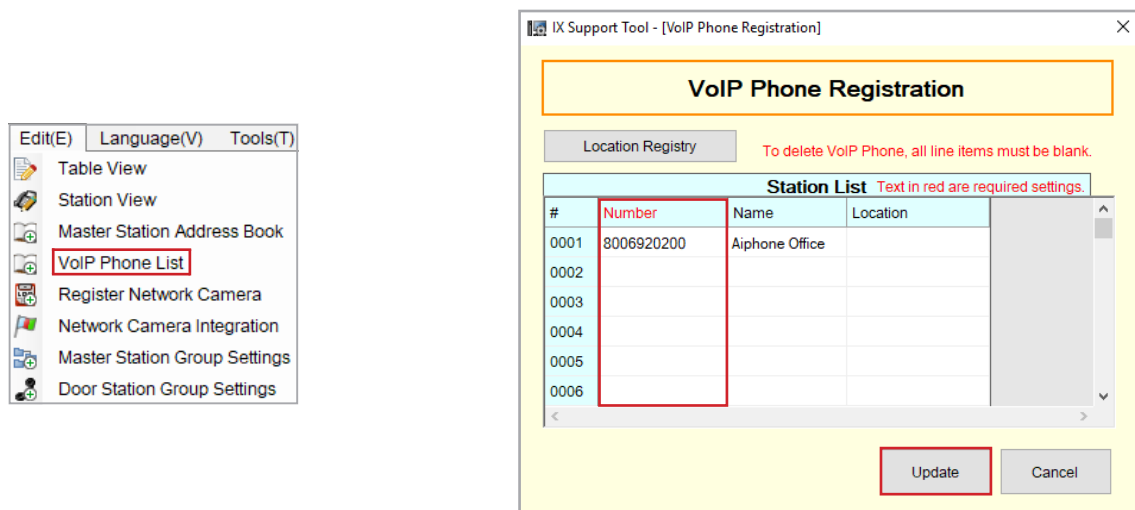 Edit(E) Language(V) Tools(T)
Table View
Station View
Master Station Address Book
VoIP Phone List
Register Network Camera
Network Camera Integration
Master Station Group Settings
Door Station Group Settings
IX Support Tool - [VoIP Phone Registration]
VoIP Phone Registration
Location Registry To delete VoIP Phone, all line items must be blank.
Station List Text in red are required settings.
# Number Name Location
0001 8006920200 Aiphone Office
0002
0003
0004
0005
0006
Update Cancel